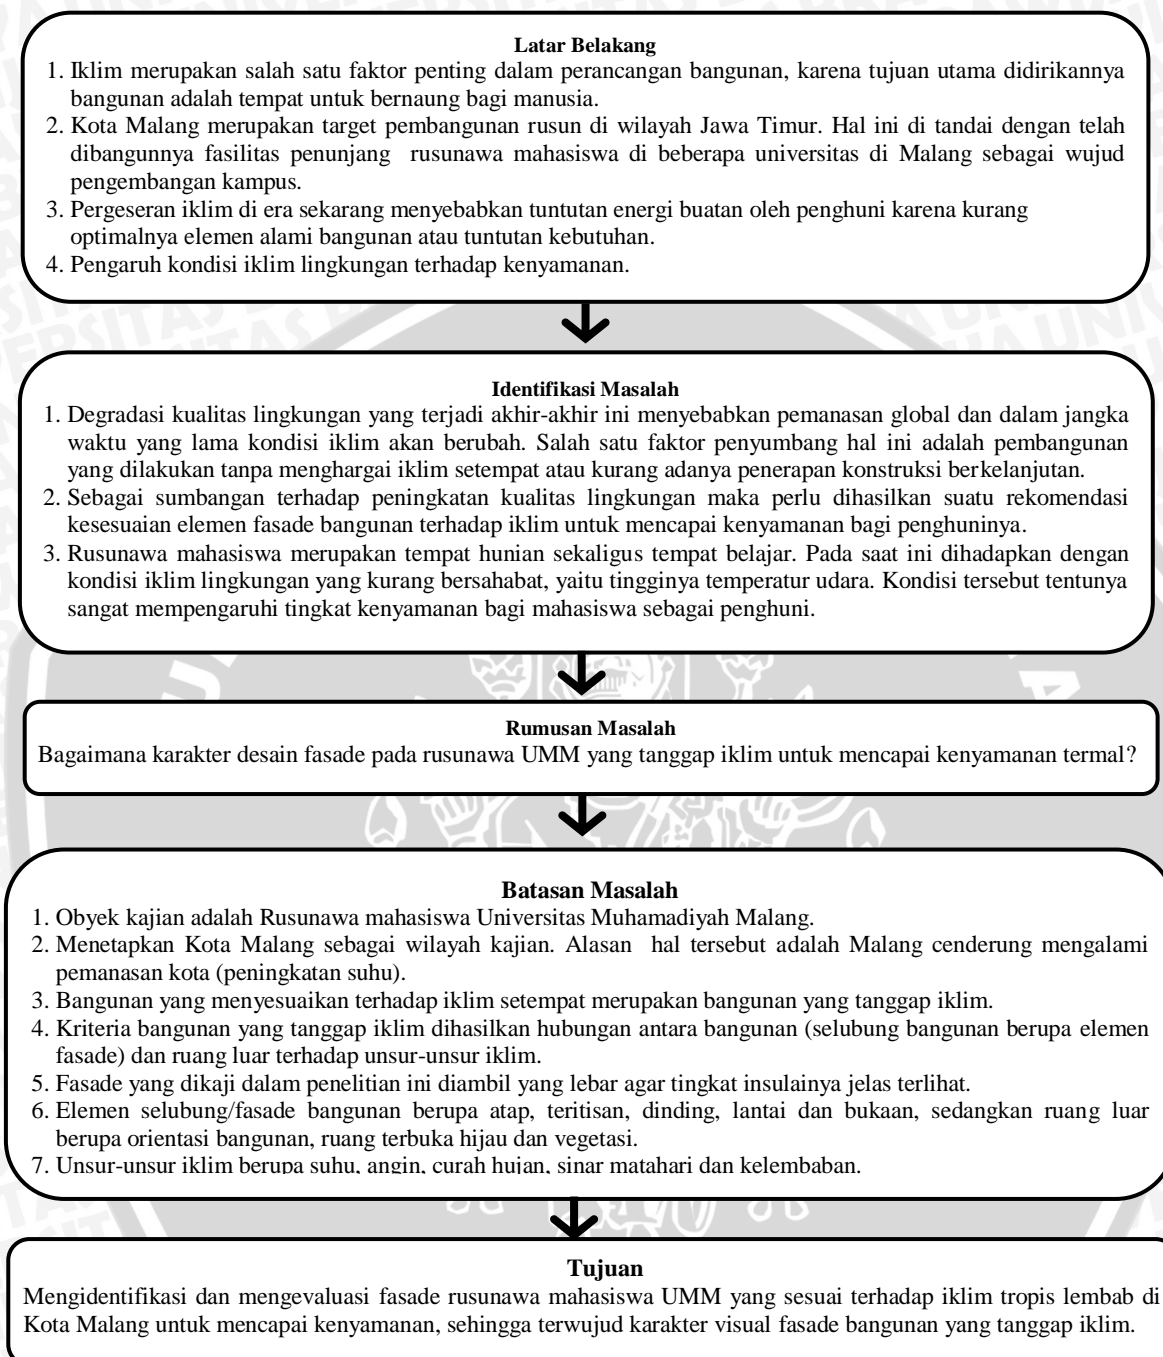 Latar Belakang
1. Iklim merupakan salah satu faktor penting dalam perancangan bangunan, karena tujuan utama didirikannya
bangunan adalah tempat untuk bernaung bagi manusia.
2. Kota Malang merupakan target pembangunan rusun di wilayah Jawa Timur. Hal ini di tandai dengan telah
dibangunnya fasilitas penunjang rusunawa mahasiswa di beberapa universitas di Malang sebagai wujud
pengembangan kampus.
3. Pergeseran iklim di era sekarang menyebabkan tuntutan energi buatan oleh penghuni karena kurang
optimalnya elemen alami bangunan atau tuntutan kebutuhan.
4. Pengaruh kondisi iklim lingkungan terhadap kenyamanan.
Identifikasi Masalah
1. Degradasi kualitas lingkungan yang terjadi akhir-akhir ini menyebabkan pemanasan global dan dalam jangka
waktu yang lama kondisi iklim akan berubah. Salah satu faktor penyumbang hal ini adalah pembangunan
yang dilakukan tanpa menghargai iklim setempat atau kurang adanya penerapan konstruksi berkelanjutan.
2. Sebagai sumbangan terhadap peningkatan kualitas lingkungan maka perlu dihasilkan suatu rekomendasi
kesesuaian elemen fasade bangunan terhadap iklim untuk mencapai kenyamanan bagi penghuninya.
3. Rusunawa mahasiswa merupakan tempat hunian sekaligus tempat belajar. Pada saat ini dihadapkan dengan
kondisi iklim lingkungan yang kurang bersahabat, yaitu tingginya temperatur udara. Kondisi tersebut tentunya
sangat mempengaruhi tingkat kenyamanan bagi mahasiswa sebagai penghuni.
Rumusan Masalah
Bagaimana karakter desain fasade pada rusunawa UMM yang tanggap iklim untuk mencapai kenyamanan termal?
Batasan Masalah
1. Obyek kajian adalah Rusunawa mahasiswa Universitas Muhamadiyah Malang.
2. Menetapkan Kota Malang sebagai wilayah kajian. Alasan hal tersebut adalah Malang cenderung mengalami
pemanasan kota (peningkatan suhu).
3. Bangunan yang menyesuaikan terhadap iklim setempat merupakan bangunan yang tanggap iklim.
4. Kriteria bangunan yang tanggap iklim dihasilkan hubungan antara bangunan (selubung bangunan berupa elemen
fasade) dan ruang luar terhadap unsur-unsur iklim.
5. Fasade yang dikaji dalam penelitian ini diambil yang lebar agar tingkat insulainya jelas terlihat.
6. Elemen selubung/fasade bangunan berupa atap, teritisan, dinding, lantai dan bukaan, sedangkan ruang luar
berupa orientasi bangunan, ruang terbuka hijau dan vegetasi.
7. Unsur-unsur iklim berupa suhu, angin, curah hujan, sinar matahari dan kelembaban.
Tujuan
Mengidentifikasi dan mengevaluasi fasade rusunawa mahasiswa UMM yang sesuai terhadap iklim tropis lembab di
Kota Malang untuk mencapai kenyamanan, sehingga terwujud karakter visual fasade bangunan yang tanggap iklim.